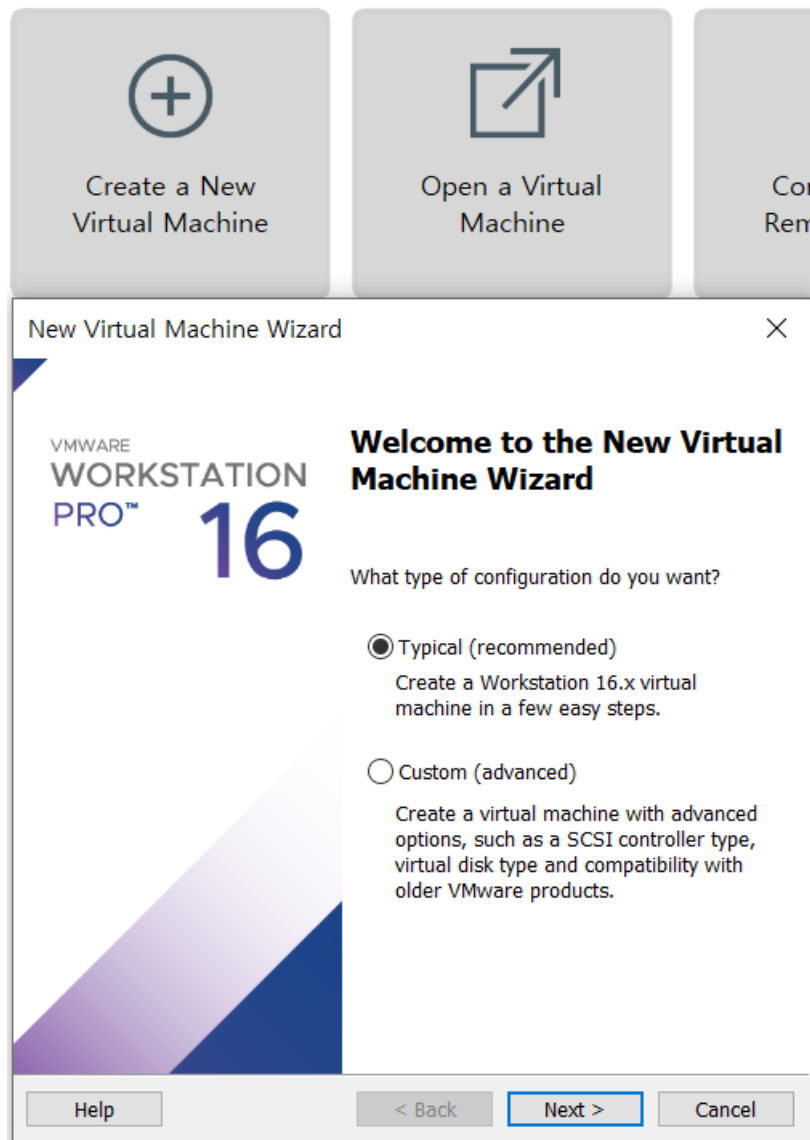 Create a New
Virtual Machine
Open a Virtual
Machine
New Virtual Machine Wizard
VMWARE
WORKSTATION
PRO™ 16
Welcome to the New Virtual
Machine Wizard
What type of configuration do you want?
Typical (recommended)
Create a Workstation 16.x virtual
machine in a few easy steps.
Custom (advanced)
Create a virtual machine with advanced
options, such as a SCSI controller type,
virtual disk type and compatibility with
older VMware products.
Help
< Back
Next >
Cancel